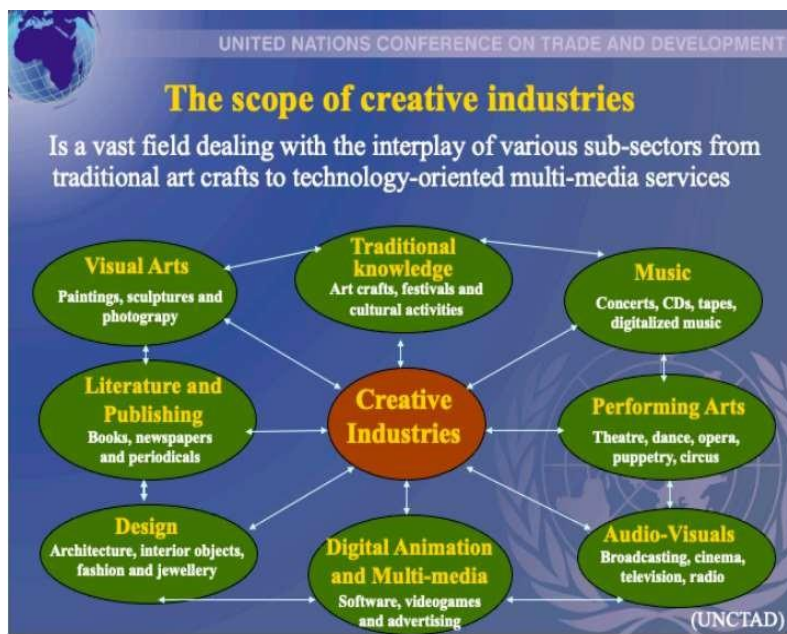 UNITED NATIONS CONFERENCE ON TRADE AND DEVELOPMENT
The scope of creative industries
Is a vast field dealing with the interplay of various sub-sectors from
traditional art crafts to technology-oriented multi-media services
Visual Arts
Paintings, sculptures and
photograpy
Traditional
knowledge
Art crafts, festivals and
cultural activities
Music
Concerts, CDs, tapes,
digitalized music
Literature and
Publishing
Books, newspapers
and periodicals
Creative
Industries
Performing Arts
Theatre, dance, opera,
puppetry, circus
Design
Architecture, interior objects,
fashion and jewellery
Digital Animation
and Multi-media
Software, videogames
and advertising
Audio-Visuals
Broadcasting, cinema,
television, radio
(UNCTAD)